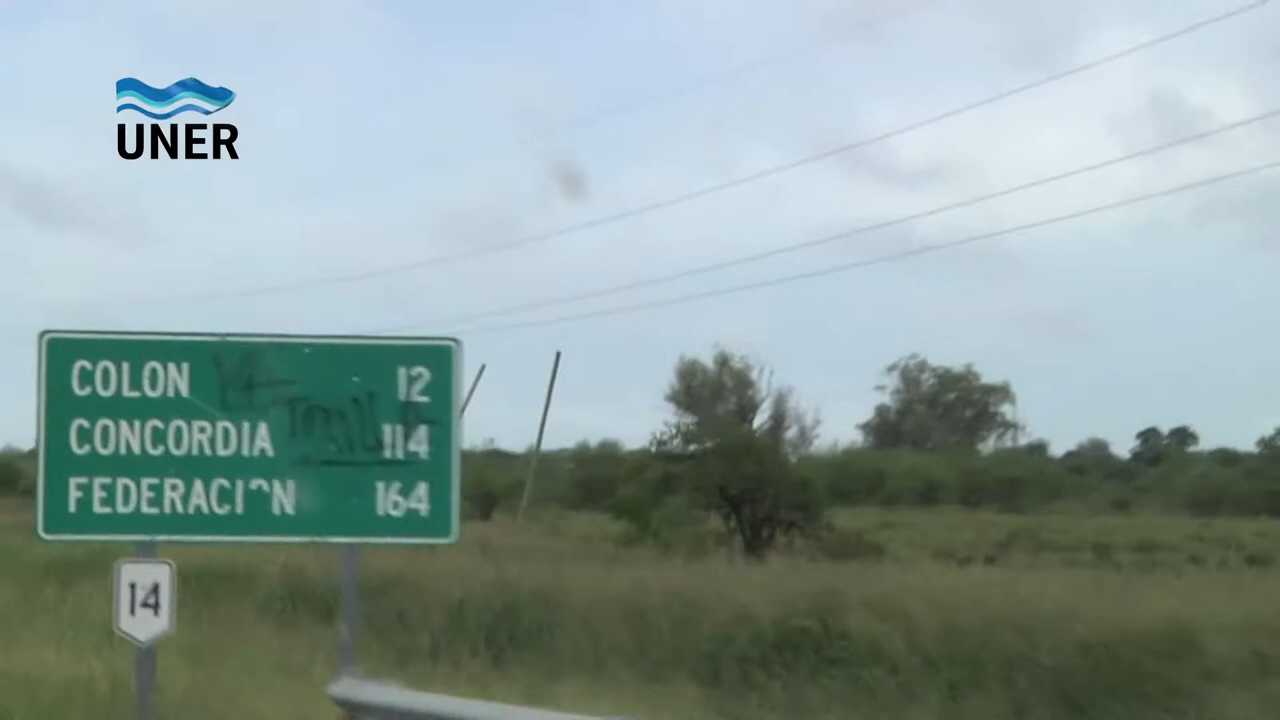 UNER
COLON 12
CONCORDIA 114
FEDERACI^N 164
14